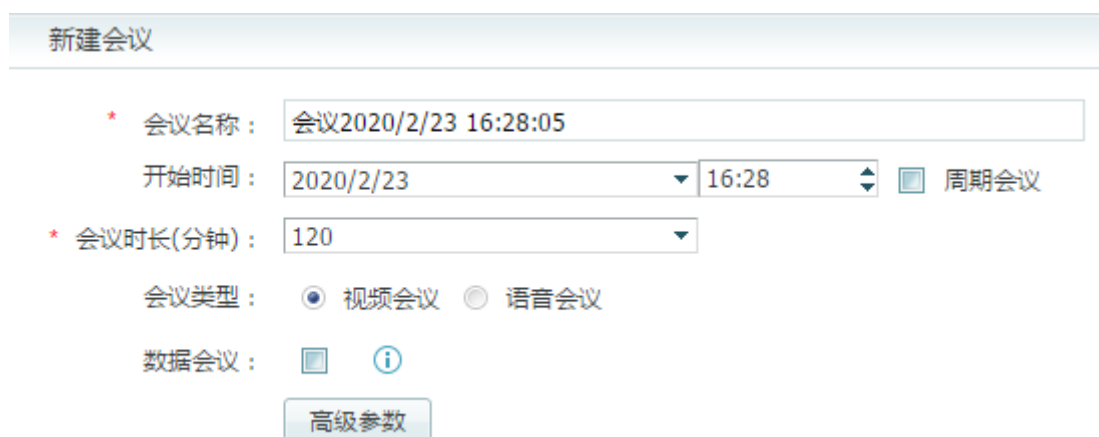 新建会议
* 会议名称： 会议2020/2/23 16:28:05
开始时间： 2020/2/23 16:28 周期会议
* 会议时长(分钟)： 120
会议类型： 视频会议 语音会议
数据会议：
高级参数